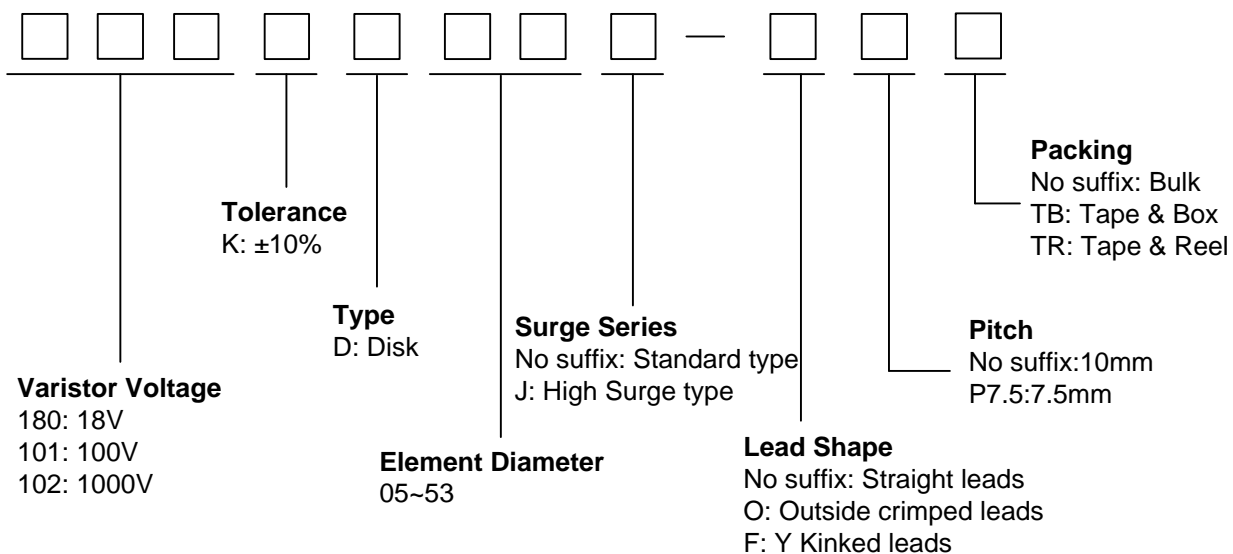 Packing
No suffix: Bulk
TB: Tape & Box
TR: Tape & Reel
Tolerance
K: ±10%
Type
D: Disk
Surge Series
No suffix: Standard type
J: High Surge type
Pitch
No suffix:10mm
P7.5:7.5mm
Varistor Voltage
180: 18V
101: 100V
102: 1000V
Element Diameter
05~53
Lead Shape
No suffix: Straight leads
O: Outside crimped leads
F: Y Kinked leads